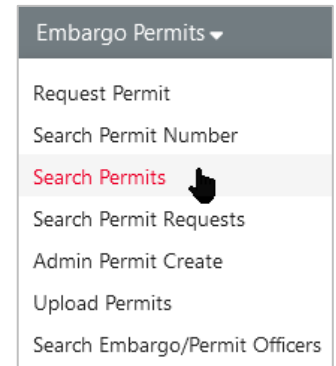 Embargo Permits
Request Permit
Search Permit Number
Search Permits
Search Permit Requests
Admin Permit Create
Upload Permits
Search Embargo/Permit Officers